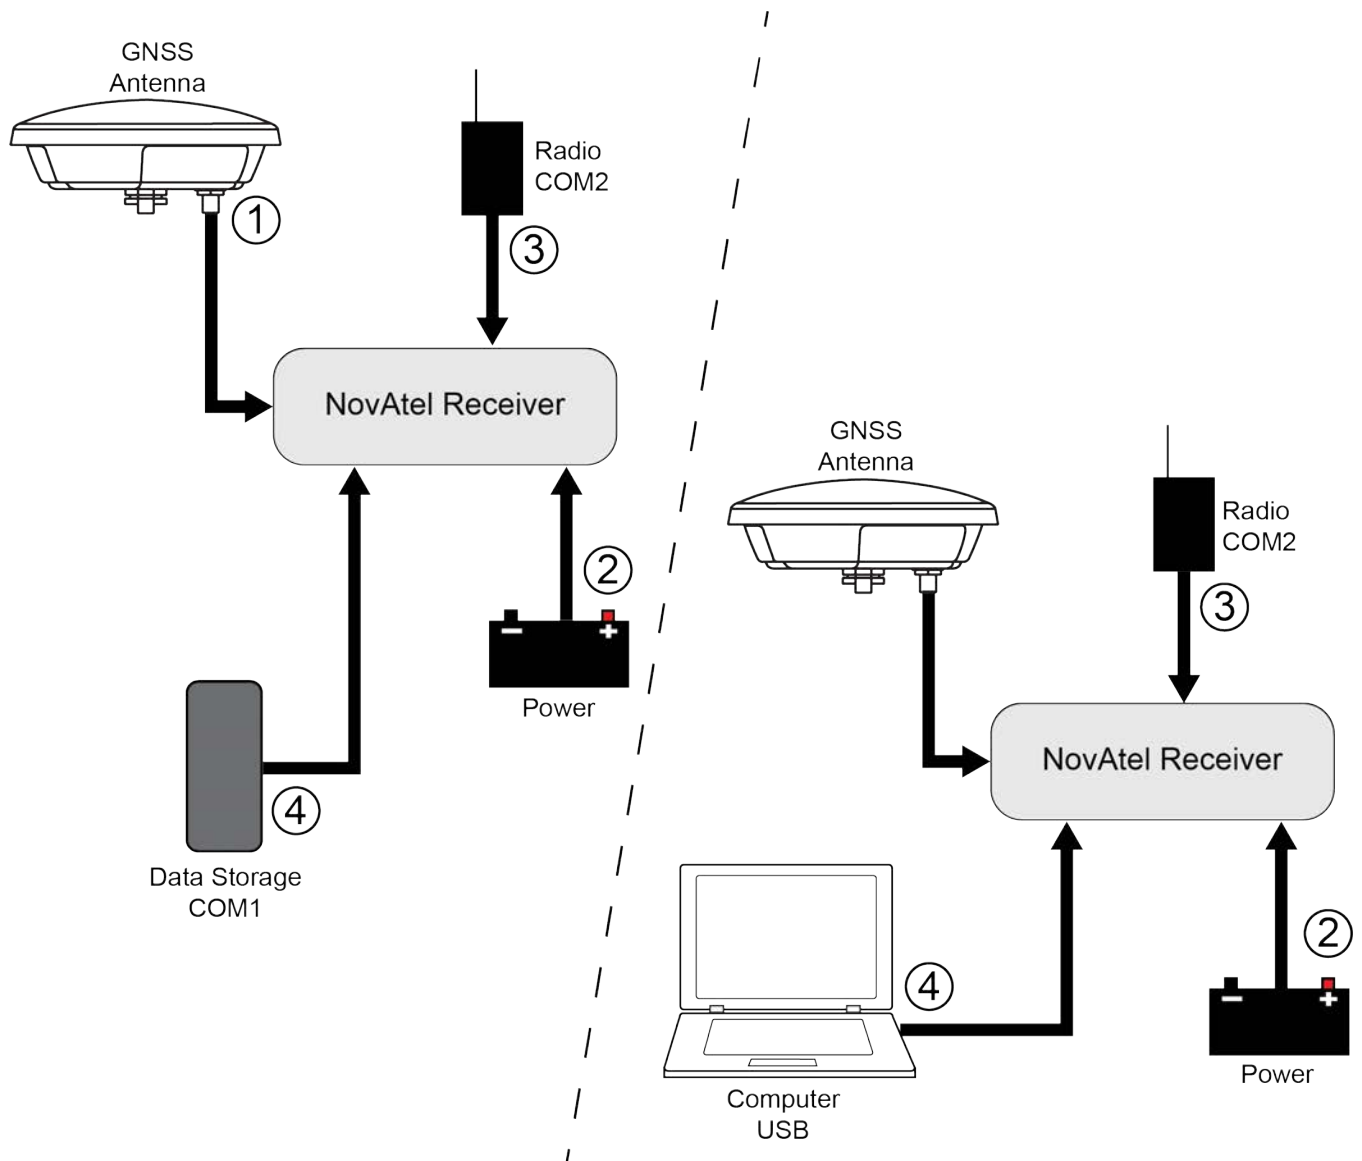 GNSS
Antenna
Radio
COM2
1
3
NovAtel Receiver
2
Power
4
Data Storage
COM1
GNSS
Antenna
Radio
COM2
3
NovAtel Receiver
2
Power
4
Computer
USB